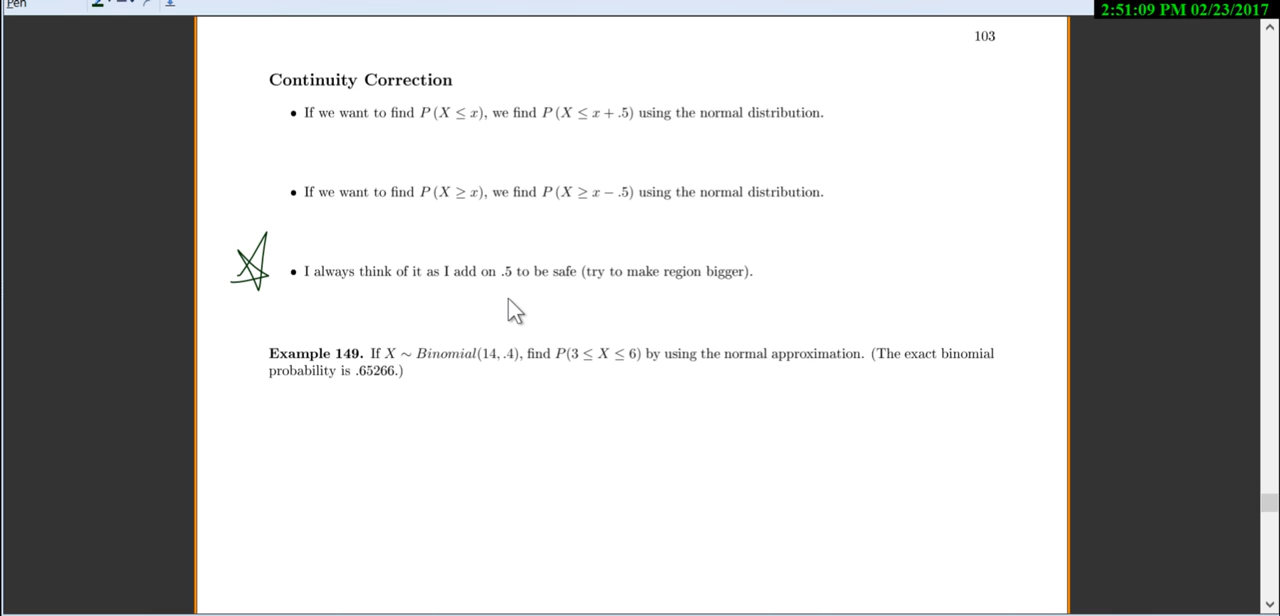 Pen
2:51:09 PM 02/23/2017
103
Continuity Correction
• If we want to find P(X ≤ x), we find P(X ≤ x + .5) using the normal distribution.
• If we want to find P(X ≥ x), we find P(X ≥ x − .5) using the normal distribution.
• I always think of it as I add on .5 to be safe (try to make region bigger).
Example 149. If X ∼ Binomial(14, .4), find P(3 ≤ X ≤ 6) by using the normal approximation. (The exact binomial
probability is .65266.)